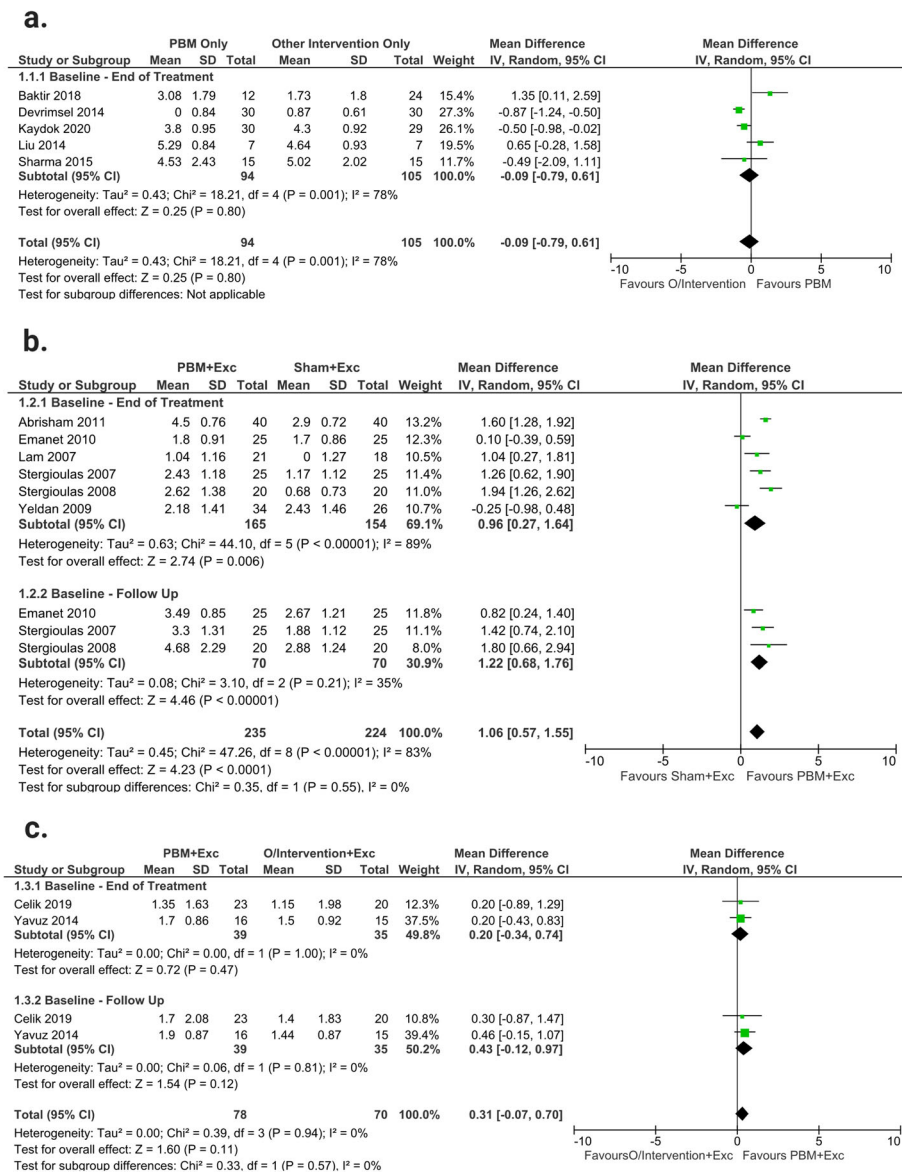 a.
PBM Only Other Intervention Only Mean Difference Mean Difference
Study or Subgroup Mean SD Total Mean SD Total Weight IV, Random, 95% CI IV, Random, 95% CI
1.1.1 Baseline - End of Treatment
Baktir 2018 3.08 1.79 12 1.73 1.8 24 15.4% 1.35 [0.11, 2.59]
Devrimsel 2014 0 0.84 30 0.87 0.61 30 27.3% -0.87 [-1.24, -0.50]
Kaydok 2020 3.8 0.95 30 4.3 0.92 29 26.1% -0.50 [-0.98, -0.02]
Liu 2014 5.29 0.84 7 4.64 0.93 7 19.5% 0.65 [-0.28, 1.58]
Sharma 2015 4.53 2.43 15 5.02 2.02 15 11.7% -0.49 [-2.09, 1.11]
Subtotal (95% CI) 94 105 100.0% -0.09 [-0.79, 0.61]
Heterogeneity: Tau² = 0.43; Chi² = 18.21, df = 4 (P = 0.001); I² = 78%
Test for overall effect: Z = 0.25 (P = 0.80)
Total (95% CI) 94 105 100.0% -0.09 [-0.79, 0.61]
Heterogeneity: Tau² = 0.43; Chi² = 18.21, df = 4 (P = 0.001); I² = 78%
Test for overall effect: Z = 0.25 (P = 0.80)
Test for subgroup differences: Not applicable
-10 -5 0 5 10
Favours O/Intervention Favours PBM
b.
PBM+Exc Sham+Exc Mean Difference Mean Difference
Study or Subgroup Mean SD Total Mean SD Total Weight IV, Random, 95% CI IV, Random, 95% CI
1.2.1 Baseline - End of Treatment
Abrisham 2011 4.5 0.76 40 2.9 0.72 40 13.2% 1.60 [1.28, 1.92]
Emanet 2010 1.8 0.91 25 1.7 0.86 25 12.3% 0.10 [-0.39, 0.59]
Lam 2007 1.04 1.16 21 0 1.27 18 10.5% 1.04 [0.27, 1.81]
Stergioulas 2007 2.43 1.18 25 1.17 1.12 25 11.4% 1.26 [0.62, 1.90]
Stergioulas 2008 2.62 1.38 20 0.68 0.73 20 11.0% 1.94 [1.26, 2.62]
Yeldan 2009 2.18 1.41 34 2.43 1.46 26 10.7% -0.25 [-0.98, 0.48]
Subtotal (95% CI) 165 154 69.1% 0.96 [0.27, 1.64]
Heterogeneity: Tau² = 0.63; Chi² = 44.10, df = 5 (P < 0.00001); I² = 89%
Test for overall effect: Z = 2.74 (P = 0.006)
1.2.2 Baseline - Follow Up
Emanet 2010 3.49 0.85 25 2.67 1.21 25 11.8% 0.82 [0.24, 1.40]
Stergioulas 2007 3.3 1.31 25 1.88 1.12 25 11.1% 1.42 [0.74, 2.10]
Stergioulas 2008 4.68 2.29 20 2.88 1.24 20 8.0% 1.80 [0.66, 2.94]
Subtotal (95% CI) 70 70 30.9% 1.22 [0.68, 1.76]
Heterogeneity: Tau² = 0.08; Chi² = 3.10, df = 2 (P = 0.21); I² = 35%
Test for overall effect: Z = 4.46 (P < 0.00001)
Total (95% CI) 235 224 100.0% 1.06 [0.57, 1.55]
Heterogeneity: Tau² = 0.45; Chi² = 47.26, df = 8 (P < 0.00001); I² = 83%
Test for overall effect: Z = 4.23 (P < 0.0001)
Test for subgroup differences: Chi² = 0.35, df = 1 (P = 0.55), I² = 0%
-10 -5 0 5 10
Favours Sham+Exc Favours PBM+Exc
c.
PBM+Exc O/Intervention+Exc Mean Difference Mean Difference
Study or Subgroup Mean SD Total Mean SD Total Weight IV, Random, 95% CI IV, Random, 95% CI
1.3.1 Baseline - End of Treatment
Celik 2019 1.35 1.63 23 1.15 1.98 20 12.3% 0.20 [-0.89, 1.29]
Yavuz 2014 1.7 0.86 16 1.5 0.92 15 37.5% 0.20 [-0.43, 0.83]
Subtotal (95% CI) 39 35 49.8% 0.20 [-0.34, 0.74]
Heterogeneity: Tau² = 0.00; Chi² = 0.00, df = 1 (P = 1.00); I² = 0%
Test for overall effect: Z = 0.72 (P = 0.47)
1.3.2 Baseline - Follow Up
Celik 2019 1.7 2.08 23 1.4 1.83 20 10.8% 0.30 [-0.87, 1.47]
Yavuz 2014 1.9 0.87 16 1.44 0.87 15 39.4% 0.46 [-0.15, 1.07]
Subtotal (95% CI) 39 35 50.2% 0.43 [-0.12, 0.97]
Heterogeneity: Tau² = 0.00; Chi² = 0.06, df = 1 (P = 0.81); I² = 0%
Test for overall effect: Z = 1.54 (P = 0.12)
Total (95% CI) 78 70 100.0% 0.31 [-0.07, 0.70]
Heterogeneity: Tau² = 0.00; Chi² = 0.39, df = 3 (P = 0.94); I² = 0%
Test for overall effect: Z = 1.60 (P = 0.11)
Test for subgroup differences: Chi² = 0.33, df = 1 (P = 0.57), I² = 0%
-10 -5 0 5 10
FavoursO/Intervention+Exc Favours PBM+Exc